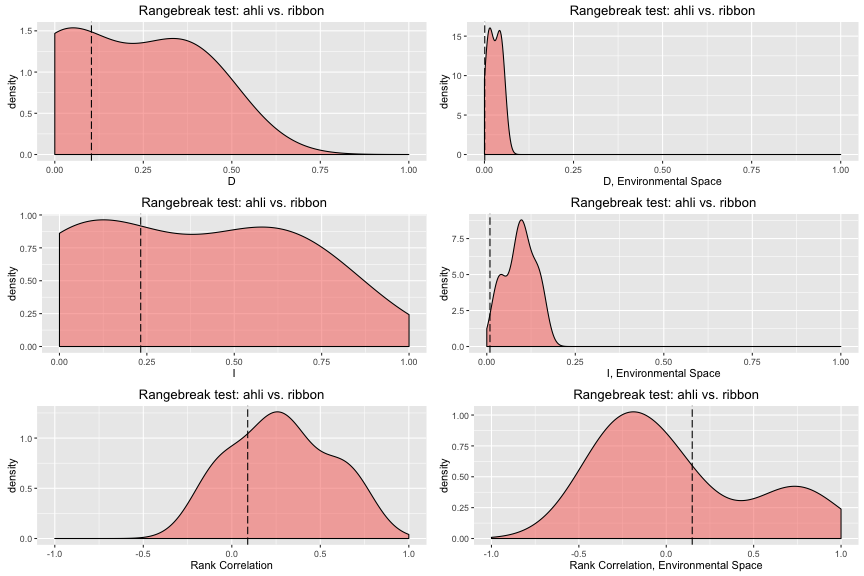 Rangebreak test: ahli vs. ribbon
density
1.5
1.0
0.5
0.0
0.00 0.25 0.50 0.75 1.00
D
Rangebreak test: ahli vs. ribbon
density
15
10
5
0
0.00 0.25 0.50 0.75 1.00
D, Environmental Space
Rangebreak test: ahli vs. ribbon
density
1.00
0.75
0.50
0.25
0.00
0.00 0.25 0.50 0.75 1.00
I
Rangebreak test: ahli vs. ribbon
density
7.5
5.0
2.5
0.0
0.00 0.25 0.50 0.75 1.00
I, Environmental Space
Rangebreak test: ahli vs. ribbon
density
1.0
0.5
0.0
-1.0 -0.5 0.0 0.5 1.0
Rank Correlation
Rangebreak test: ahli vs. ribbon
density
1.00
0.75
0.50
0.25
0.00
-1.0 -0.5 0.0 0.5 1.0
Rank Correlation, Environmental Space